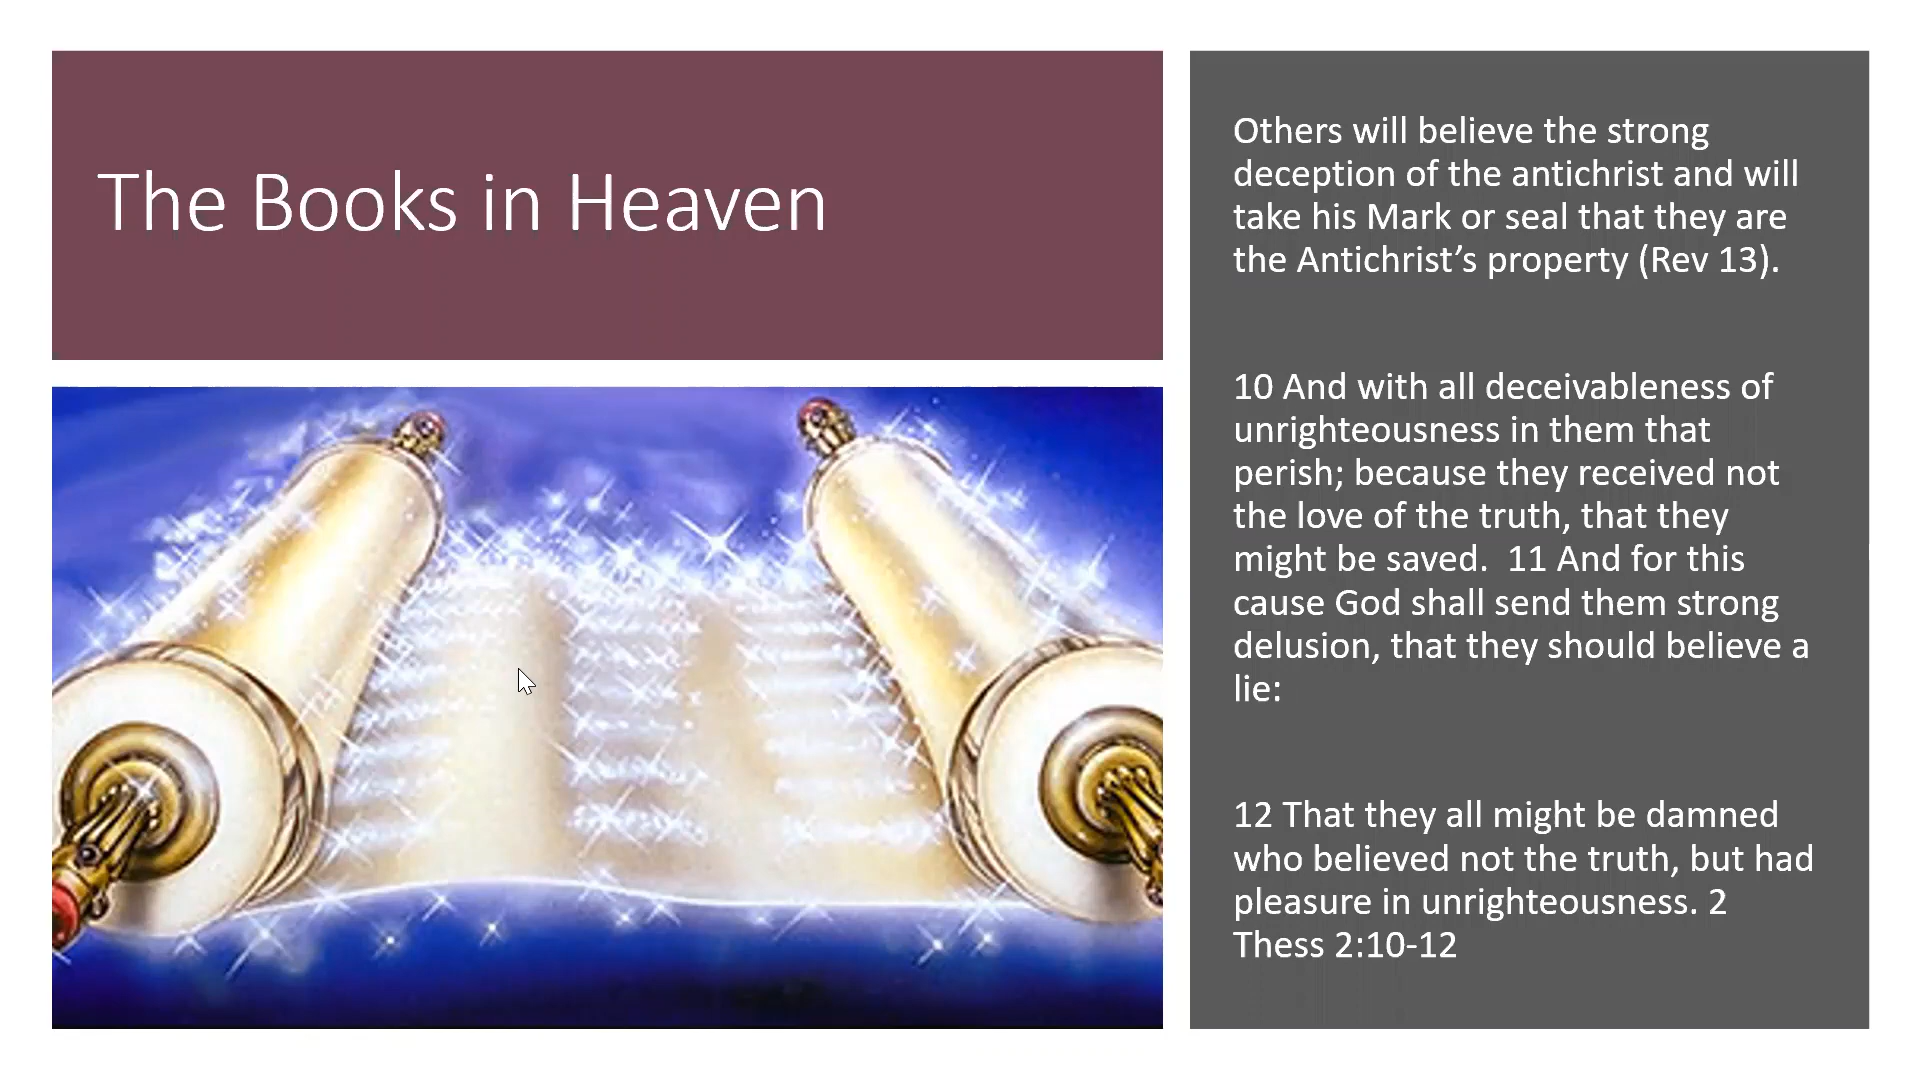 The Books in Heaven
Others will believe the strong
deception of the antichrist and will
take his Mark or seal that they are
the Antichrist’s property (Rev 13).
10 And with all deceivableness of
unrighteousness in them that
perish; because they received not
the love of the truth, that they
might be saved.  11 And for this
cause God shall send them strong
delusion, that they should believe a
lie:
12 That they all might be damned
who believed not the truth, but had
pleasure in unrighteousness. 2
Thess 2:10-12